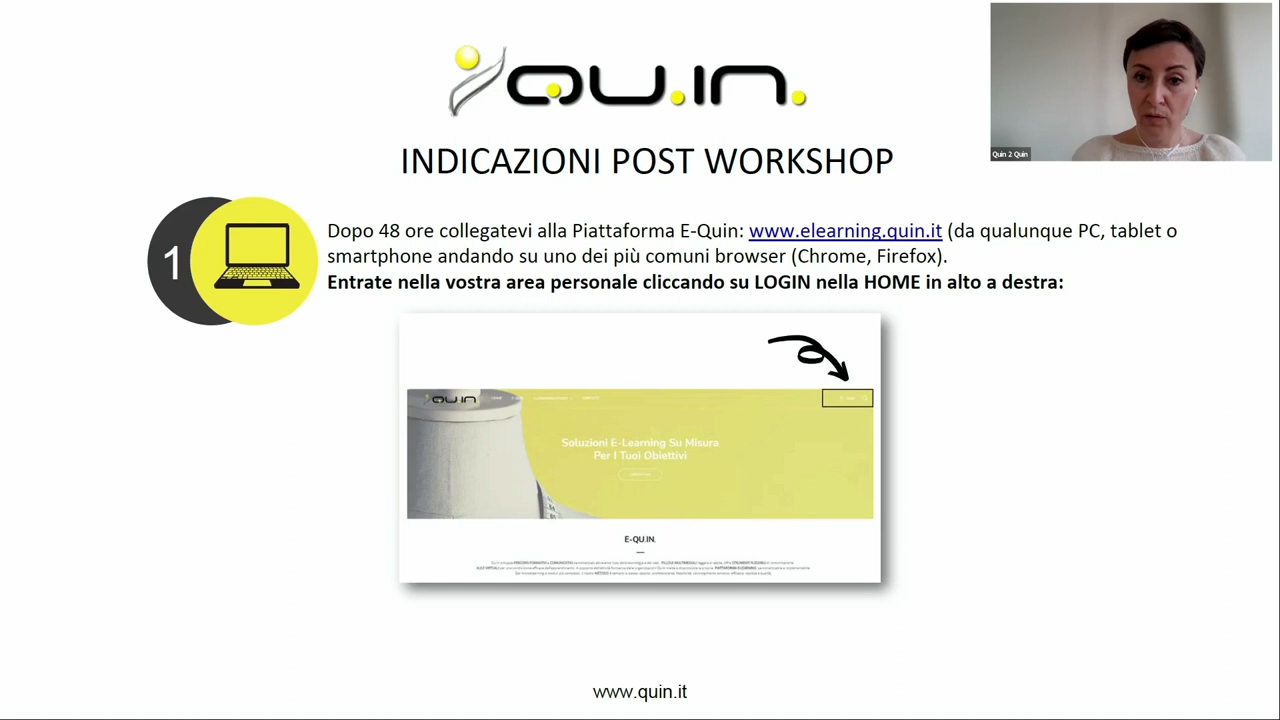 QU.IN.
Quin 2 Quin
INDICAZIONI POST WORKSHOP
1
Dopo 48 ore collegatevi alla Piattaforma E-Quin: www.elearning.quin.it (da qualunque PC, tablet o
smartphone andando su uno dei più comuni browser (Chrome, Firefox).
Entrate nella vostra area personale cliccando su LOGIN nella HOME in alto a destra:
QU.IN
Soluzioni E-Learning Su Misura
Per I Tuoi Obiettivi
E-QU.IN.
www.quin.it